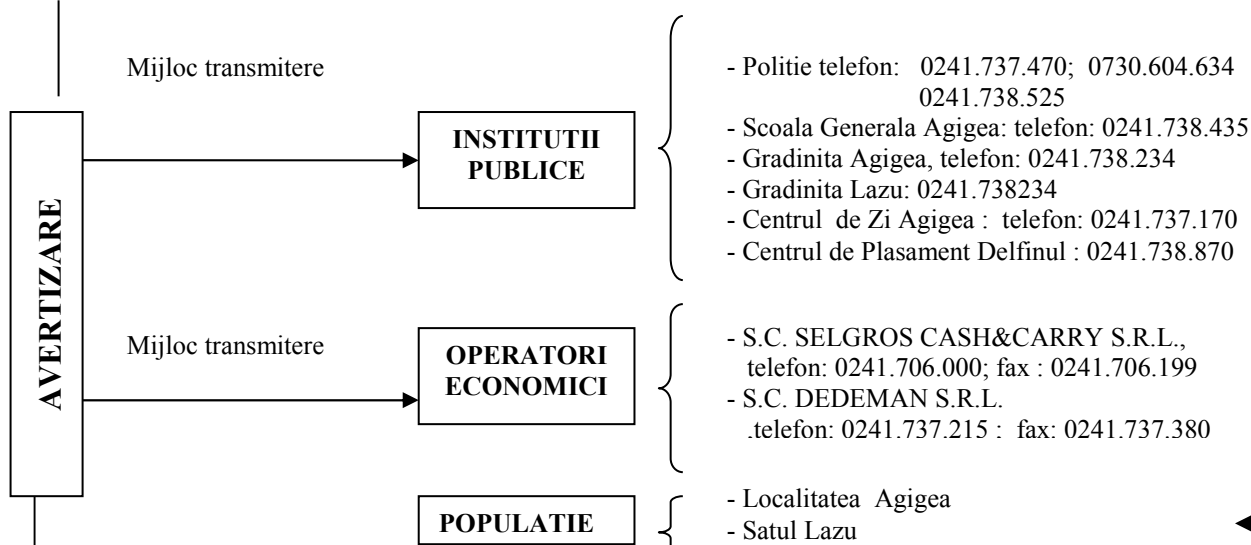 AVERTIZARE
Mijloc transmitere
INSTITUTII
PUBLICE
- Politie telefon: 0241.737.470; 0730.604.634
0241.738.525
- Scoala Generala Agigea: telefon: 0241.738.435
- Gradinita Agigea, telefon: 0241.738.234
- Gradinita Lazu: 0241.738234
- Centrul de Zi Agigea : telefon: 0241.737.170
- Centrul de Plasament Delfinul : 0241.738.870
Mijloc transmitere
OPERATORI
ECONOMICI
- S.C. SELGROS CASH&CARRY S.R.L.,
telefon: 0241.706.000; fax : 0241.706.199
- S.C. DEDEMAN S.R.L.
.telefon: 0241.737.215 : fax: 0241.737.380
POPULATIE
- Localitatea Agigea
- Satul Lazu